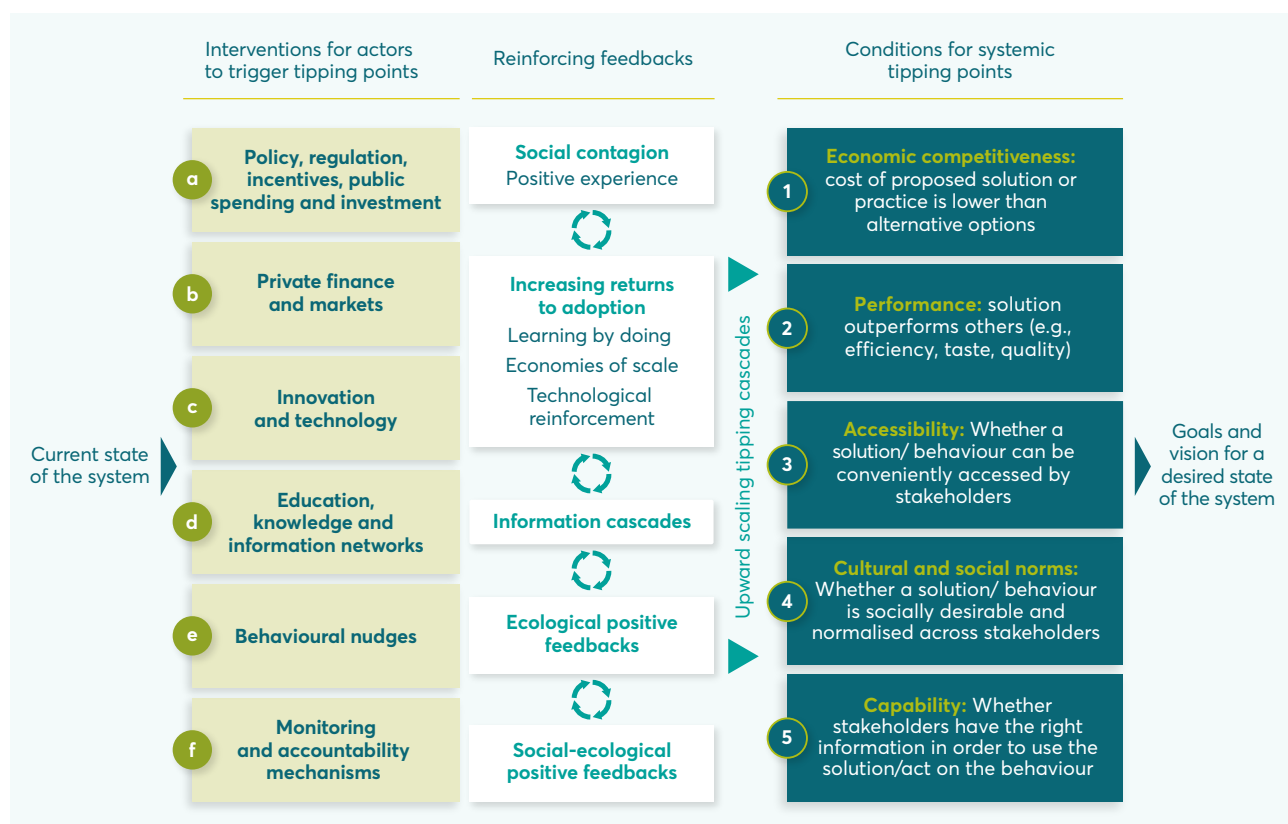 Interventions for actors
to trigger tipping points
Reinforcing feedbacks
Conditions for systemic
tipping points
Current state
of the system
a
Policy, regulation,
incentives, public
spending and investment
b
Private finance
and markets
c
Innovation
and technology
d
Education,
knowledge and
information networks
e
Behavioural nudges
f
Monitoring
and accountability
mechanisms
Social contagion
Positive experience
Increasing returns
to adoption
Learning by doing
Economies of scale
Technological
reinforcement
Information cascades
Ecological positive
feedbacks
Social-ecological
positive feedbacks
Upward scaling tipping cascades
1
Economic competitiveness:
cost of proposed solution or
practice is lower than
alternative options
2
Performance: solution
outperforms others (e.g.,
efficiency, taste, quality)
3
Accessibility: Whether a
solution/ behaviour can be
conveniently accessed by
stakeholders
4
Cultural and social norms:
Whether a solution/ behaviour
is socially desirable and
normalised across stakeholders
5
Capability: Whether
stakeholders have the right
information in order to use the
solution/act on the behaviour
Goals and
vision for a
desired state
of the system